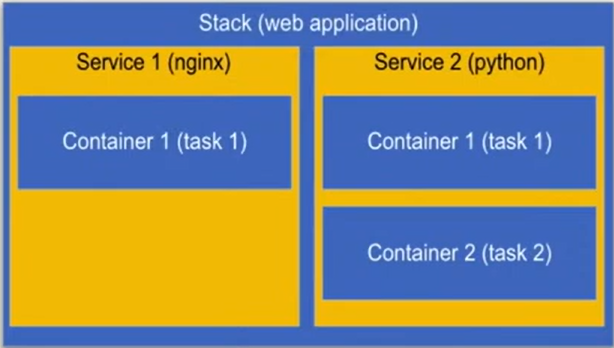 Stack (web application)
Service 1 (nginx)
Container 1 (task 1)
Service 2 (python)
Container 1 (task 1)
Container 2 (task 2)